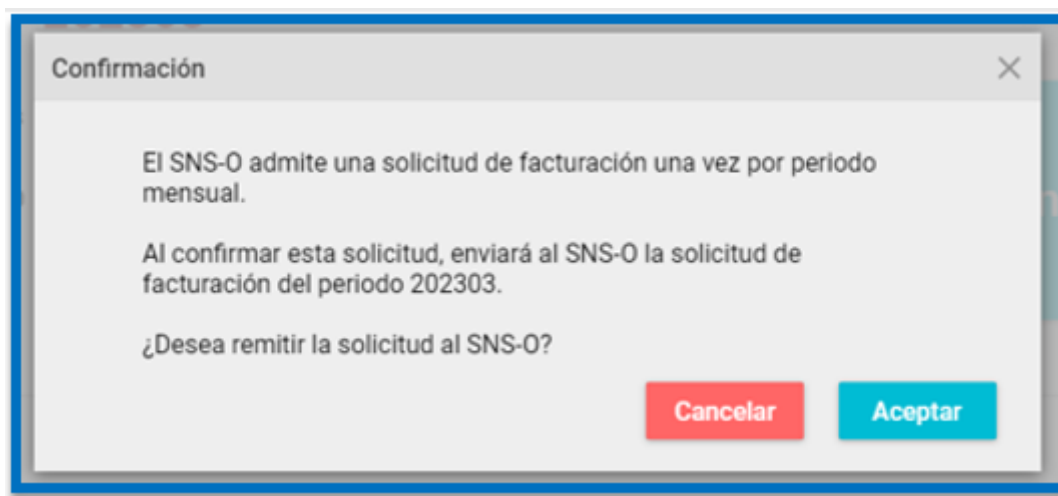 Confirmación
El SNS-O admite una solicitud de facturación una vez por periodo
mensual.
Al confirmar esta solicitud, enviará al SNS-O la solicitud de
facturación del periodo 202303.
¿Desea remitir la solicitud al SNS-O?
Cancelar
Aceptar